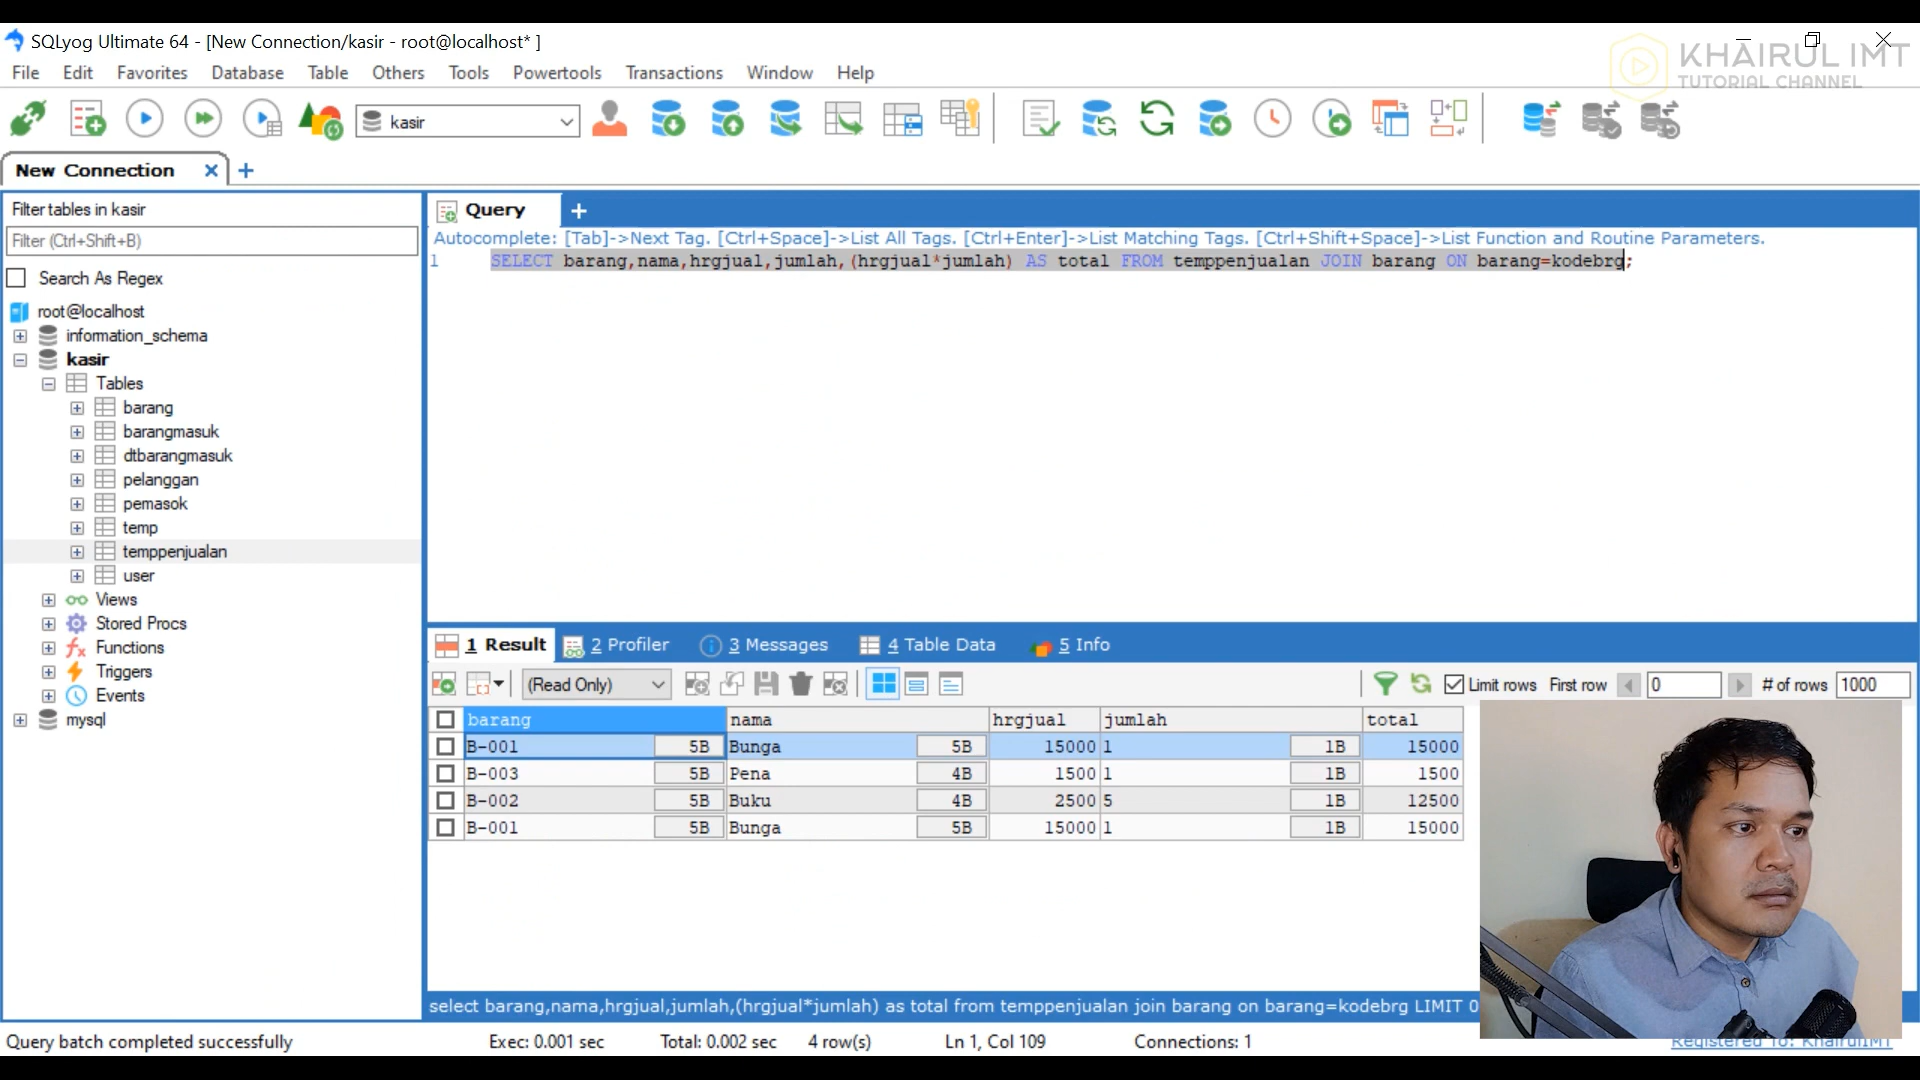 SQLyog Ultimate 64 - [New Connection/kasir - root@localhost* ]
KHAIRUL IMT
TUTORIAL CHANNEL
File Edit Favorites Database Table Others Tools Powertools Transactions Window Help
kasir
New Connection
Filter tables in kasir
Filter (Ctrl+Shift+B)
Search As Regex
root@localhost
information_schema
kasir
Tables
barang
barangmasuk
dtbarangmasuk
pelanggan
pemasok
temp
temppenjualan
user
Views
Stored Procs
Functions
Triggers
Events
mysql
Query
Autocomplete: [Tab]->Next Tag. [Ctrl+Space]->List All Tags. [Ctrl+Enter]->List Matching Tags. [Ctrl+Shift+Space]->List Function and Routine Parameters.
1 SELECT barang,nama,hrgjual,jumlah,(hrgjual*jumlah) AS total FROM temppenjualan JOIN barang ON barang=kodebrg;
1 Result 2 Profiler 3 Messages 4 Table Data 5 Info
(Read Only) Limit rows First row 0 # of rows 1000
barang nama hrgjual jumlah total
B-001 5B Bunga 5B 15000 1 1B 15000
B-003 5B Pena 4B 1500 1 1B 1500
B-002 5B Buku 4B 2500 5 1B 12500
B-001 5B Bunga 5B 15000 1 1B 15000
select barang,nama,hrgjual,jumlah,(hrgjual*jumlah) as total from temppenjualan join barang on barang=kodebrg LIMIT 0
Query batch completed successfully Exec: 0.001 sec Total: 0.002 sec 4 row(s) Ln 1, Col 109 Connections: 1 Registered To: KhairulIMT